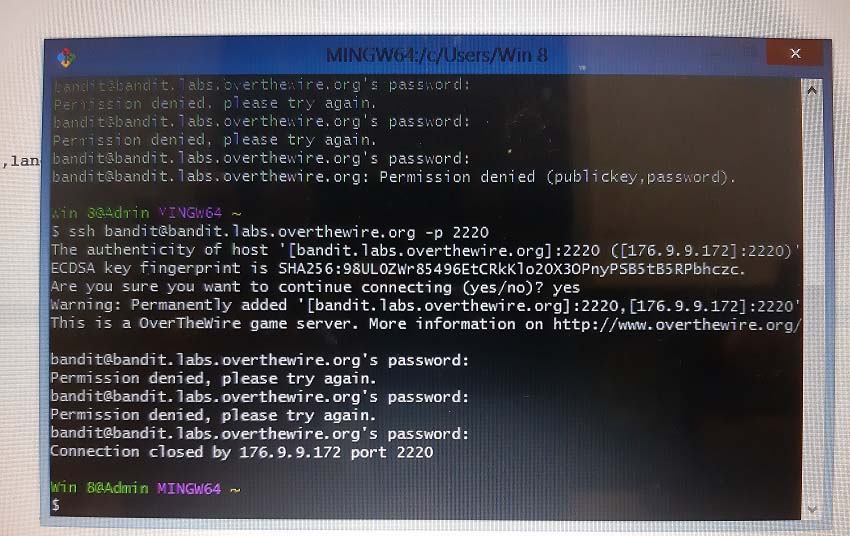 MINGW64:/c/Users/Win 8
bandit@bandit.labs.overthewire.org's password:
Permission denied, please try again.
bandit@bandit.labs.overthewire.org's password:
Permission denied, please try again.
,lan
bandit@bandit.labs.overthewire.org's password:
bandit@bandit.labs.overthewire.org: Permission denied (publickey,password).
Win 8@Admin MINGW64 ~
$ ssh bandit@bandit.labs.overthewire.org -p 2220
The authenticity of host '[bandit.labs.overthewire.org]:2220 ([176.9.9.172]:2220)'
ECDSA key fingerprint is SHA256:98UL0ZWr85496EtCRkKlo20X3OPnyPSB5tB5RPbhczc.
Are you sure you want to continue connecting (yes/no)? yes
Warning: Permanently added '[bandit.labs.overthewire.org]:2220,[176.9.9.172]:2220'
This is a OverTheWire game server. More information on http://www.overthewire.org/
bandit@bandit.labs.overthewire.org's password:
Permission denied, please try again.
bandit@bandit.labs.overthewire.org's password:
Permission denied, please try again.
bandit@bandit.labs.overthewire.org's password:
Connection closed by 176.9.9.172 port 2220
Win 8@Admin MINGW64 ~
$